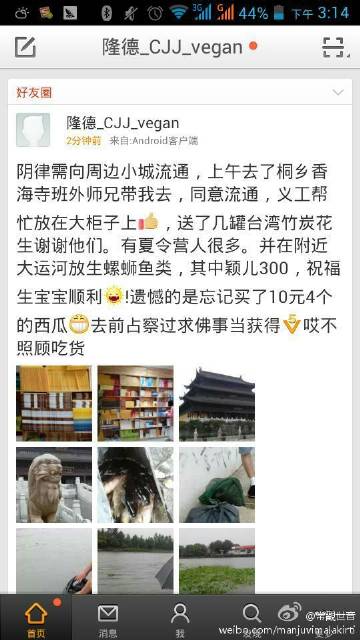 3G
G
44%
下午 3:14
隆德_CJJ_vegan
好友圈
隆德_CJJ_vegan
2分钟前 来自:Android客户端
阴律需向周边小城流通，上午去了桐乡香
海寺班外师兄带我去，同意流通，义工帮
忙放在大柜子上，送了几罐台湾竹炭花
生谢谢他们。有夏令营人很多。并在附近
大运河放生螺蛳鱼类，其中颖儿300，祝福
生宝宝顺利!遗憾的是忘记买了10元4个
的西瓜去前占察过求佛事当获得哎不
照顾吃货
首页
消息
我
@常觀世音
weibo.com/manjuvimalakirti